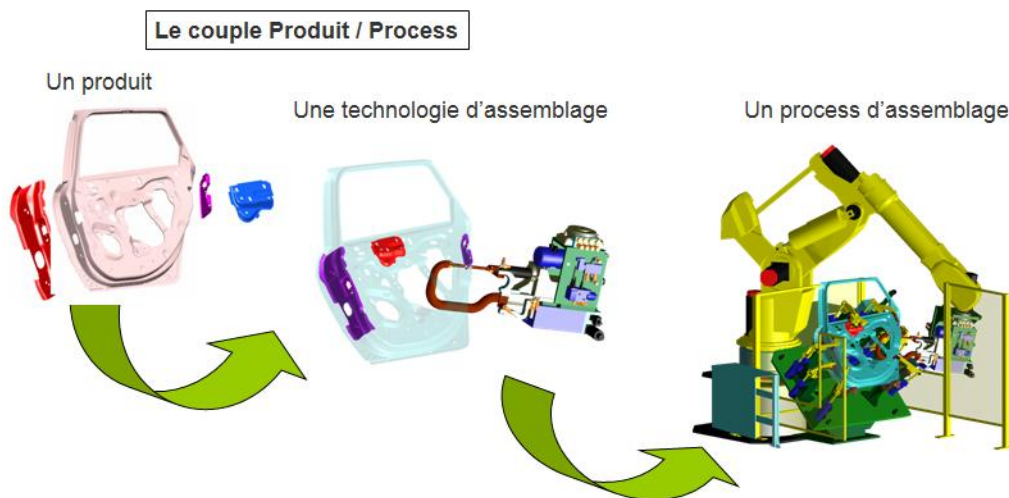 Le couple Produit / Process
Un produit
Une technologie d'assemblage
Un process d'assemblage